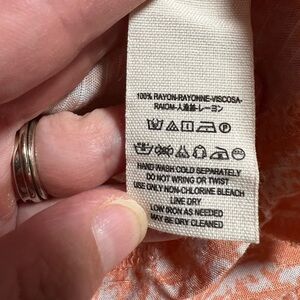 100% RAYON-RAYONNE-VISCOSA-
RAION-人造絲-レーヨン
HAND WASH COLD SEPARATELY
DO NOT WRING OR TWIST
USE ONLY NON-CHLORINE BLEACH
LINE DRY
LOW IRON AS NEEDED
MAY BE DRY CLEANED